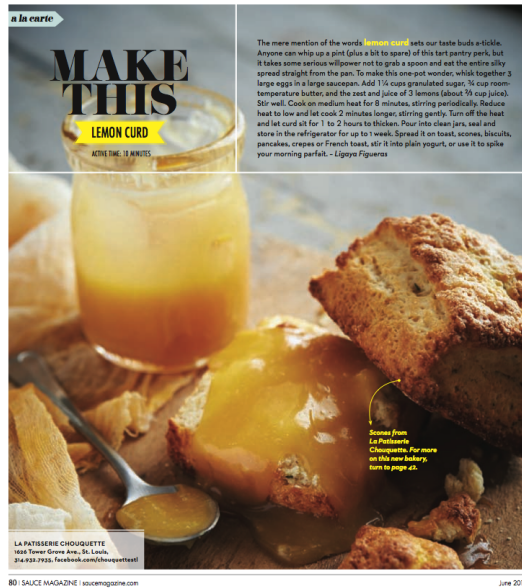 a la carte
MAKE
THIS
LEMON CURD
ACTIVE TIME: 10 MINUTES
The mere mention of the words lemon curd sets our taste buds a-tickle.
Anyone can whip up a pint (plus a bit to spare) of this tart pantry perk, but
it takes some serious willpower not to grab a spoon and eat the entire silky
spread straight from the pan. To make this one-pot wonder, whisk together 3
large eggs in a large saucepan. Add 1¼ cups granulated sugar, ¾ cup room-
temperature butter, and the zest and juice of 3 lemons (about ⅔ cup juice).
Stir well. Cook on medium heat for 8 minutes, stirring periodically. Reduce
heat to low and let cook 2 minutes longer, stirring gently. Turn off the heat
and let curd sit for 1 to 2 hours to thicken. Pour into clean jars, seal and
store in the refrigerator for up to 1 week. Spread it on toast, scones, biscuits,
pancakes, crepes or French toast, stir it into plain yogurt, or use it to spike
your morning parfait. – Ligaya Figueras
Scones from
La Patisserie
Chouquette. For more
on this new bakery,
turn to page 42.
LA PATISSERIE CHOUQUETTE
1626 Tower Grove Ave., St. Louis,
314.932.7935, facebook.com/chouquettestl
80 | SAUCE MAGAZINE | saucemagazine.com
June 20